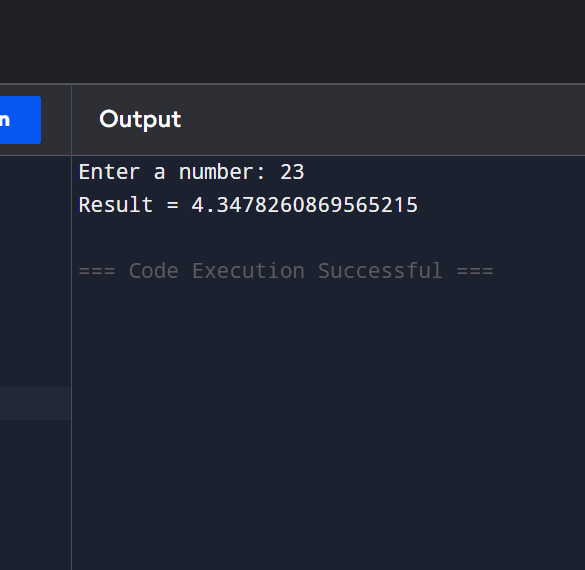 n
Output
Enter a number: 23
Result = 4.3478260869565215
=== Code Execution Successful ===